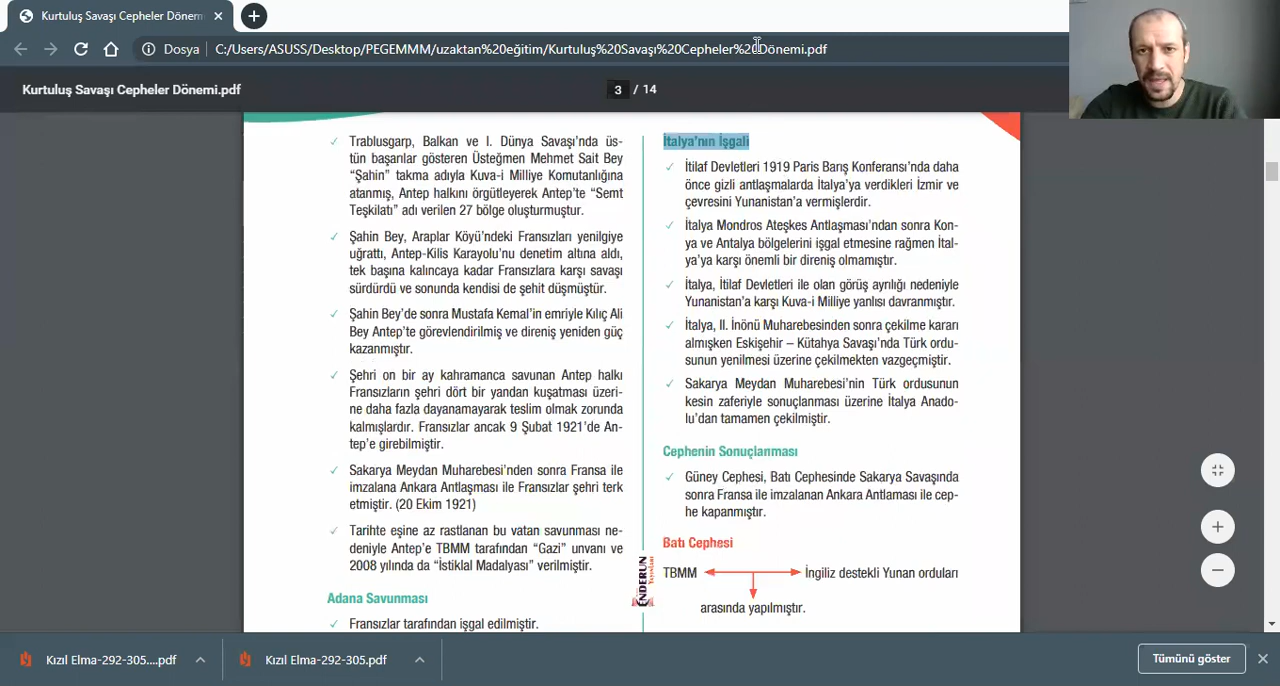 Kurtuluş Savaşı Cepheler Dönem
Dosya
C:/Users/ASUSS/Desktop/PEGEMMM/uzaktan%20eğitim/Kurtuluş%20Savaşı%20Cepheler%20Dönemi.pdf
Kurtuluş Savaşı Cepheler Dönemi.pdf
3 / 14
Trablusgarp, Balkan ve I. Dünya Savaşı'nda üs-
tün başarılar gösteren Üsteğmen Mehmet Sait Bey
“Şahin” takma adıyla Kuva-i Milliye Komutanlığına
atanmış, Antep halkını örgütleyerek Antep'te “Semt
Teşkilatı” adı verilen 27 bölge oluşturmuştur.
Şahin Bey, Araplar Köyü'ndeki Fransızları yenilgiye
uğrattı, Antep-Kilis Karayolu'nu denetim altına aldı,
tek başına kalıncaya kadar Fransızlara karşı savaşı
sürdürdü ve sonunda kendisi de şehit düşmüştür.
Şahin Bey'de sonra Mustafa Kemal'in emriyle Kılıç Ali
Bey Antep'te görevlendirilmiş ve direniş yeniden güç
kazanmıştır.
Şehri on bir ay kahramanca savunan Antep halkı
Fransızların şehri dört bir yandan kuşatması üzeri-
ne daha fazla dayanamayarak teslim olmak zorunda
kalmışlardır. Fransızlar ancak 9 Şubat 1921'de An-
tep'e girebilmiştir.
Sakarya Meydan Muharebesi'nden sonra Fransa ile
imzalana Ankara Antlaşması ile Fransızlar şehri terk
etmiştir. (20 Ekim 1921)
Tarihte eşine az rastlanan bu vatan savunması ne-
deniyle Antep'e TBMM tarafından “Gazi” unvanı ve
2008 yılında da “İstiklal Madalyası” verilmiştir.
Adana Savunması
Fransızlar tarafından işgal edilmiştir.
ENDERUN
Yayınları
İtalya'nın İşgali
İtilaf Devletleri 1919 Paris Barış Konferansı'nda daha
önce gizli antlaşmalarda İtalya'ya verdikleri İzmir ve
çevresini Yunanistan'a vermişlerdir.
İtalya Mondros Ateşkes Antlaşması'ndan sonra Kon-
ya ve Antalya bölgelerini işgal etmesine rağmen İtal-
ya'ya karşı önemli bir direniş olmamıştır.
İtalya, İtilaf Devletleri ile olan görüş ayrılığı nedeniyle
Yunanistan'a karşı Kuva-i Milliye yanlısı davranmıştır.
İtalya, II. İnönü Muharebesinden sonra çekilme kararı
almışken Eskişehir – Kütahya Savaşı'nda Türk ordu-
sunun yenilmesi üzerine çekilmekten vazgeçmiştir.
Sakarya Meydan Muharebesi'nin Türk ordusunun
kesin zaferiyle sonuçlanması üzerine İtalya Anado-
lu'dan tamamen çekilmiştir.
Cephenin Sonuçlanması
Güney Cephesi, Batı Cephesinde Sakarya Savaşında
sonra Fransa ile imzalanan Ankara Antlaması ile cep-
he kapanmıştır.
Batı Cephesi
TBMM İngiliz destekli Yunan orduları
arasında yapılmıştır.
Kızıl Elma-292-305....pdf
Kızıl Elma-292-305.pdf
Tümünü göster